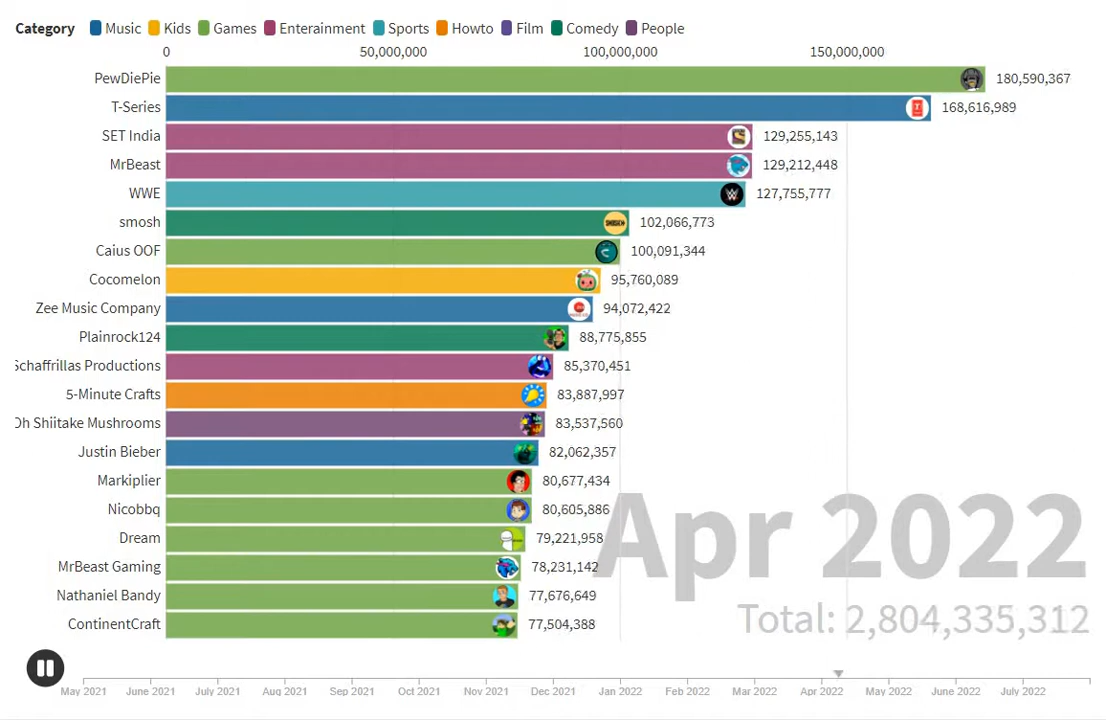 Category Music Kids Games Enterainment Sports Howto Film Comedy People
0 50,000,000 100,000,000 150,000,000
PewDiePie 180,590,367
T-Series 168,616,989
SET India 129,255,143
MrBeast 129,212,448
WWE 127,755,777
smosh 102,066,773
Caius OOF 100,091,344
Cocomelon 95,760,089
Zee Music Company 94,072,422
Plainrock124 88,775,855
Schaffrillas Productions 85,370,451
5-Minute Crafts 83,887,997
Oh Shiitake Mushrooms 83,537,560
Justin Bieber 82,062,357
Markiplier 80,677,434
Nicobbq 80,605,886
Dream 79,221,958
MrBeast Gaming 78,231,142
Nathaniel Bandy 77,676,649
ContinentCraft 77,504,388
Apr 2022
Total: 2,804,335,312
May 2021 June 2021 July 2021 Aug 2021 Sep 2021 Oct 2021 Nov 2021 Dec 2021 Jan 2022 Feb 2022 Mar 2022 Apr 2022 May 2022 June 2022 July 2022